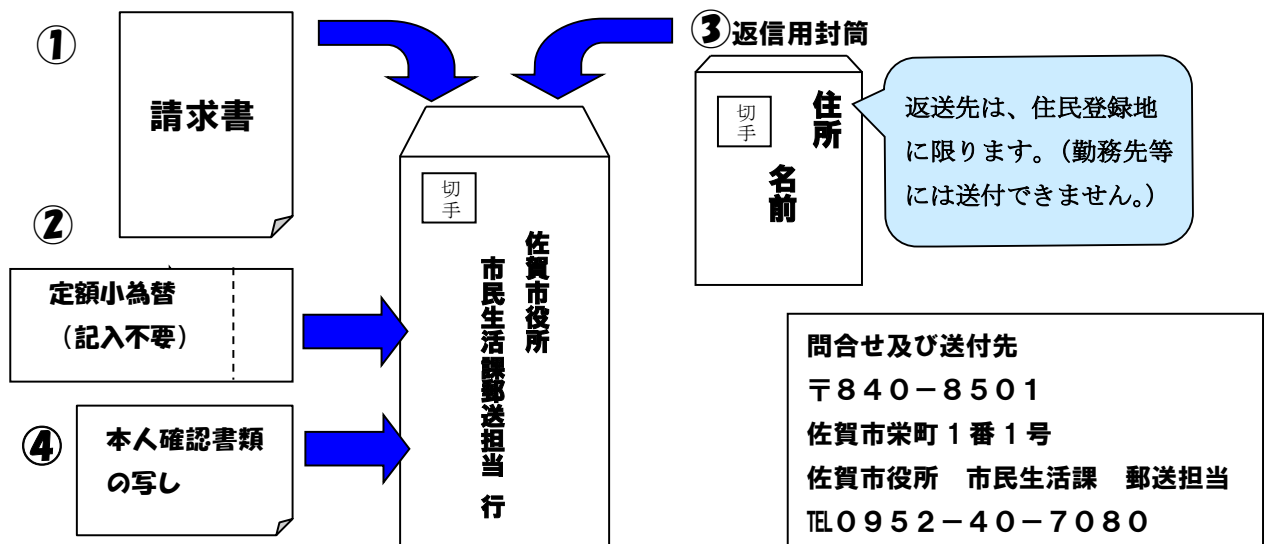 ①
請求書
②
定額小為替
(記入不要)
④
本人確認書類
の写し
切手
佐賀市役所
市民生活課郵送担当 行
③返信用封筒
切手
住所
名前
返送先は、住民登録地
に限ります。(勤務先等
には送付できません。)
問合せ及び送付先
〒840-8501
佐賀市栄町1番1号
佐賀市役所 市民生活課 郵送担当
℡0952-40-7080